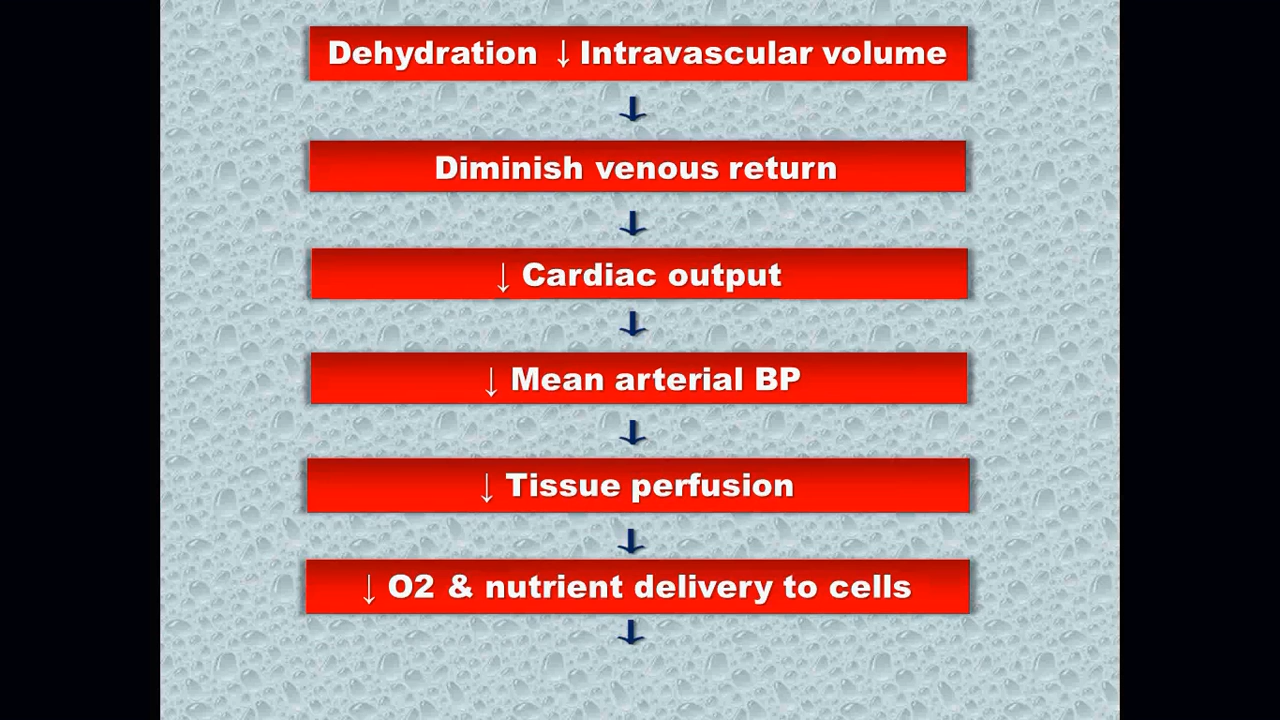 Dehydration ↓ Intravascular volume
↓
Diminish venous return
↓
↓ Cardiac output
↓
↓ Mean arterial BP
↓
↓ Tissue perfusion
↓
↓ O2 & nutrient delivery to cells
↓